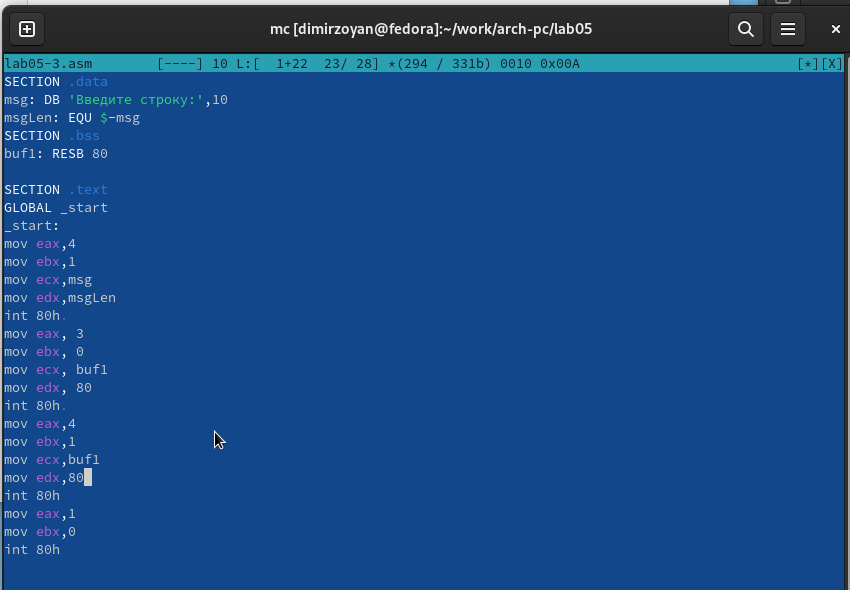 mc [dimirzoyan@fedora]:~/work/arch-pc/lab05
lab05-3.asm [----] 10 L:[ 1+22 23/ 28] *(294 / 331b) 0010 0x00A [*][X]
SECTION .data
msg: DB 'Введите строку:',10
msgLen: EQU $-msg
SECTION .bss
buf1: RESB 80
SECTION .text
GLOBAL _start
_start:
mov eax,4
mov ebx,1
mov ecx,msg
mov edx,msgLen
int 80h.
mov eax, 3
mov ebx, 0
mov ecx, buf1
mov edx, 80
int 80h.
mov eax,4
mov ebx,1
mov ecx,buf1
mov edx,80
int 80h
mov eax,1
mov ebx,0
int 80h